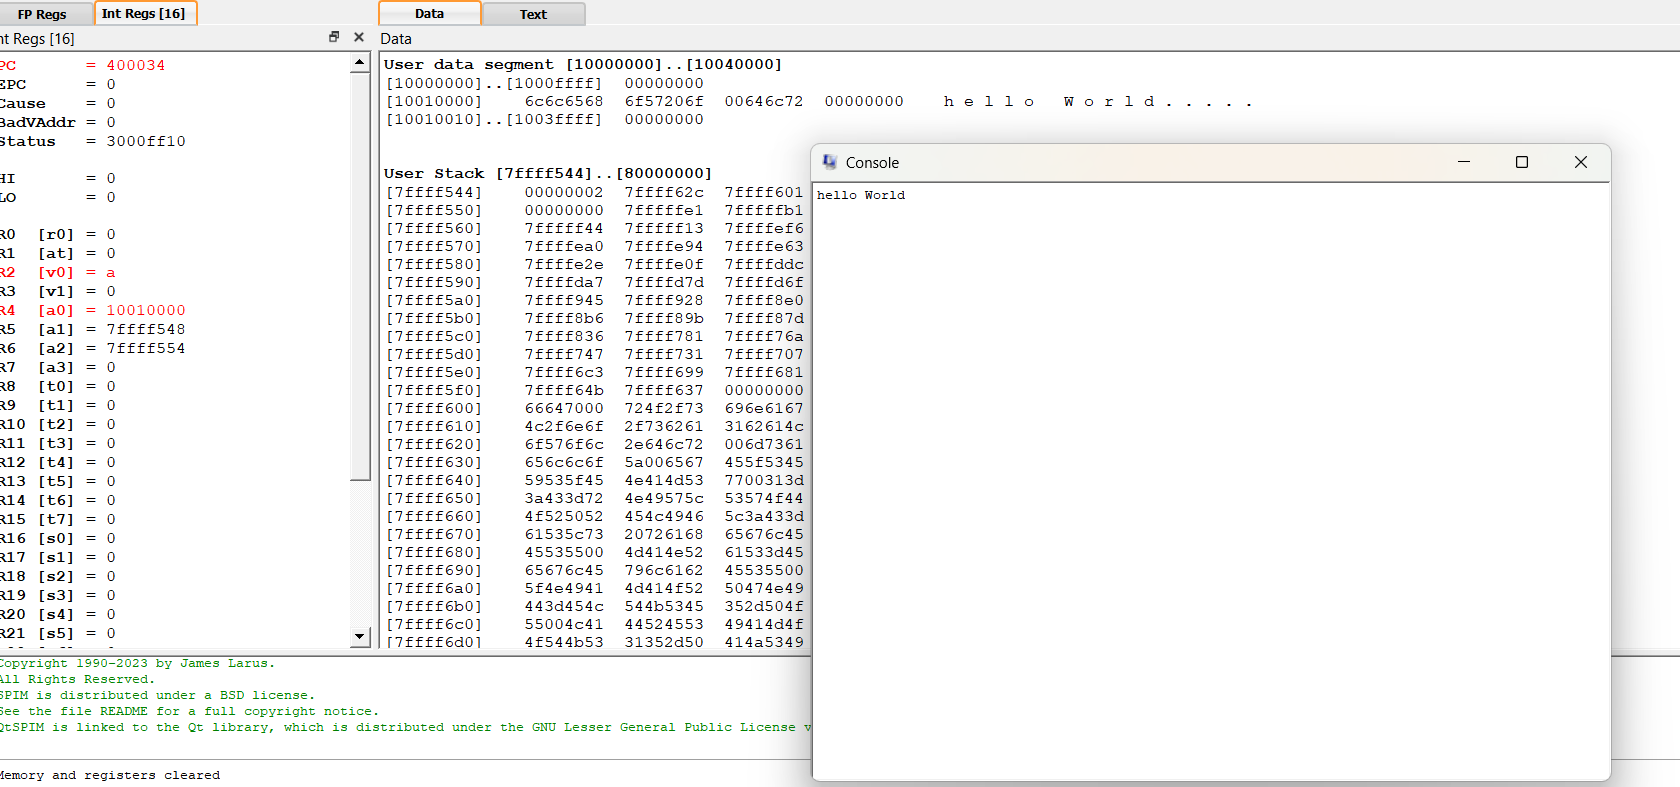 FP Regs
Int Regs [16]
Data
Text
nt Regs [16]
Data
PC = 400034
EPC = 0
Cause = 0
BadVAddr = 0
Status = 3000ff10
HI = 0
LO = 0
R0 [r0] = 0
R1 [at] = 0
R2 [v0] = a
R3 [v1] = 0
R4 [a0] = 10010000
R5 [a1] = 7ffff548
R6 [a2] = 7ffff554
R7 [a3] = 0
R8 [t0] = 0
R9 [t1] = 0
R10 [t2] = 0
R11 [t3] = 0
R12 [t4] = 0
R13 [t5] = 0
R14 [t6] = 0
R15 [t7] = 0
R16 [s0] = 0
R17 [s1] = 0
R18 [s2] = 0
R19 [s3] = 0
R20 [s4] = 0
R21 [s5] = 0
User data segment [10000000]..[10040000]
[10000000]..[1000ffff] 00000000
[10010000] 6c6c6568 6f57206f 00646c72 00000000 h e l l o   W o r l d . . . . .
[10010010]..[1003ffff] 00000000
User Stack [7ffff544]..[80000000]
[7ffff544] 00000002 7ffff62c 7ffff601
[7ffff550] 00000000 7fffffe1 7fffffb1
[7ffff560] 7fffff44 7fffff13 7ffffef6
[7ffff570] 7ffffea0 7ffffe94 7ffffe63
[7ffff580] 7ffffe2e 7ffffe0f 7ffffddc
[7ffff590] 7ffffda7 7ffffd7d 7ffffd6f
[7ffff5a0] 7ffff945 7ffff928 7ffff8e0
[7ffff5b0] 7ffff8b6 7ffff89b 7ffff87d
[7ffff5c0] 7ffff836 7ffff781 7ffff76a
[7ffff5d0] 7ffff747 7ffff731 7ffff707
[7ffff5e0] 7ffff6c3 7ffff699 7ffff681
[7ffff5f0] 7ffff64b 7ffff637 00000000
[7ffff600] 66647000 724f2f73 696e6167
[7ffff610] 4c2f6e6f 2f736261 3162614c
[7ffff620] 6f576f6c 2e646c72 006d7361
[7ffff630] 656c6c6f 5a006567 455f5345
[7ffff640] 59535f45 4e414d53 7700313d
[7ffff650] 3a433d72 4e49575c 53574f44
[7ffff660] 4f525052 454c4946 5c3a433d
[7ffff670] 61535c73 20726168 65676c45
[7ffff680] 45535500 4d414e52 61533d45
[7ffff690] 65676c45 796c6162 45535500
[7ffff6a0] 5f4e4941 4d414f52 50474e49
[7ffff6b0] 443d454c 544b5345 352d504f
[7ffff6c0] 55004c41 44524553 49414d4f
[7ffff6d0] 4f544b53 31352d50 414a5349
Console
hello World
Copyright 1990-2023 by James Larus.
All Rights Reserved.
SPIM is distributed under a BSD license.
See the file README for a full copyright notice.
QtSPIM is linked to the Qt library, which is distributed under the GNU Lesser General Public License v
Memory and registers cleared